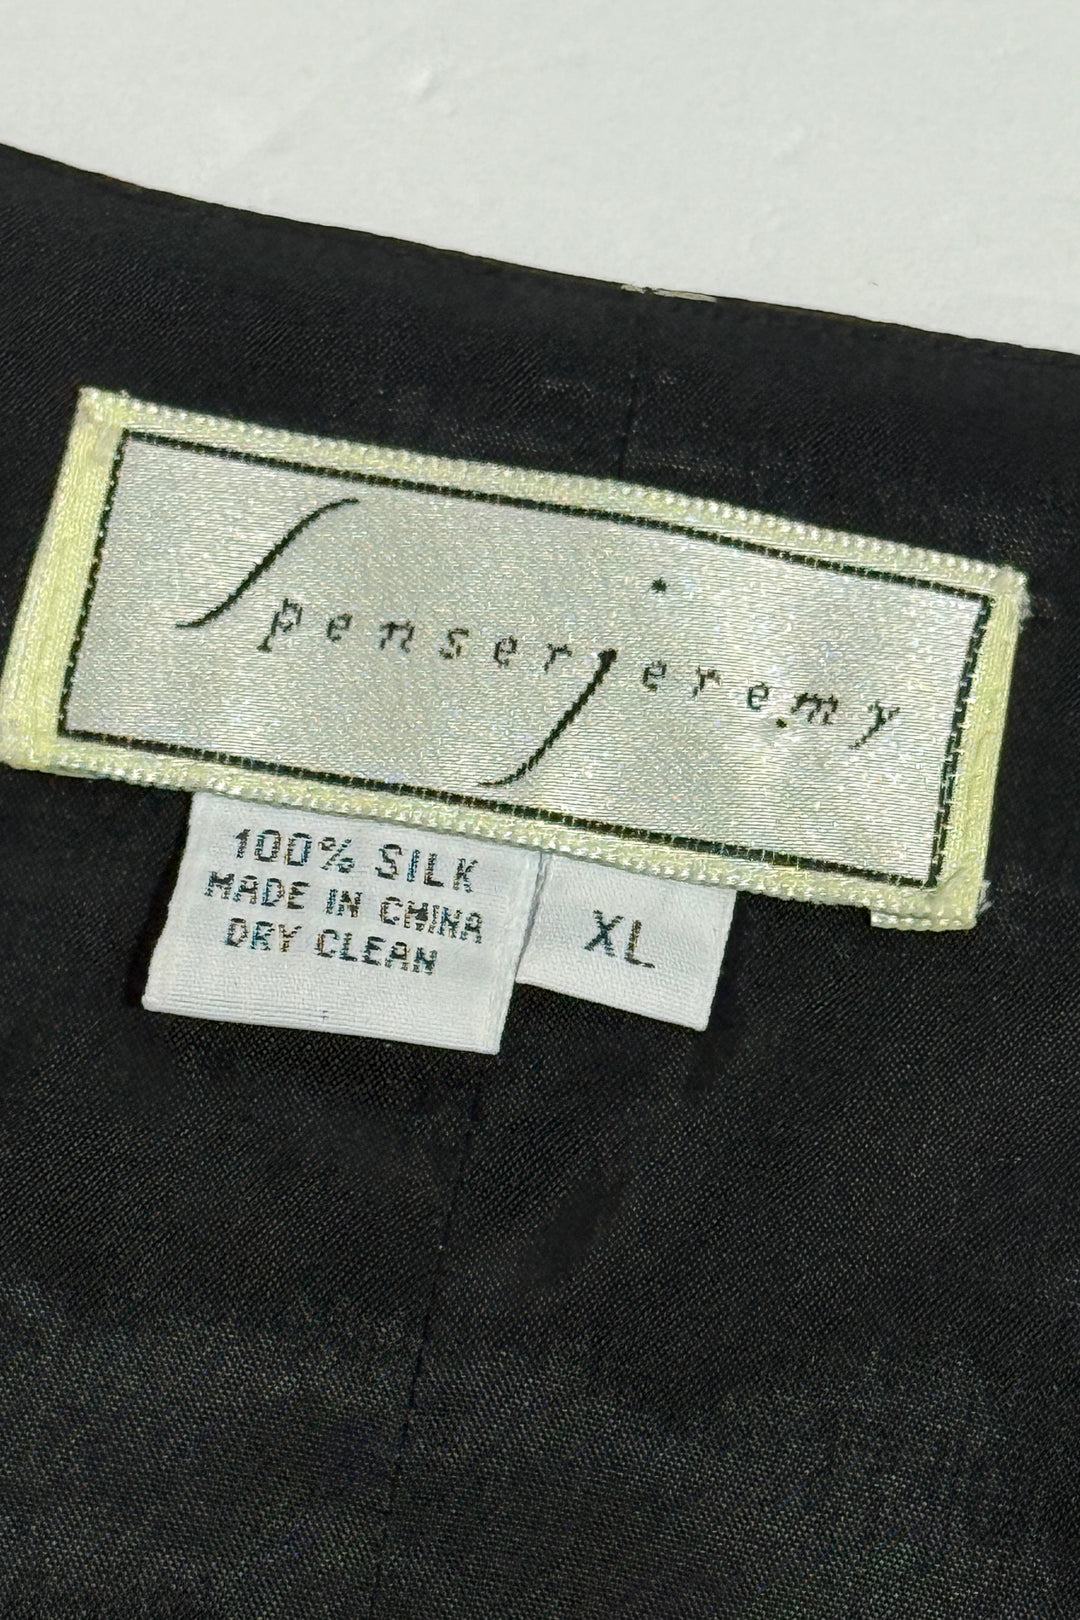 Spenser Jeremy
100% SILK
MADE IN CHINA
DRY CLEAN
XL